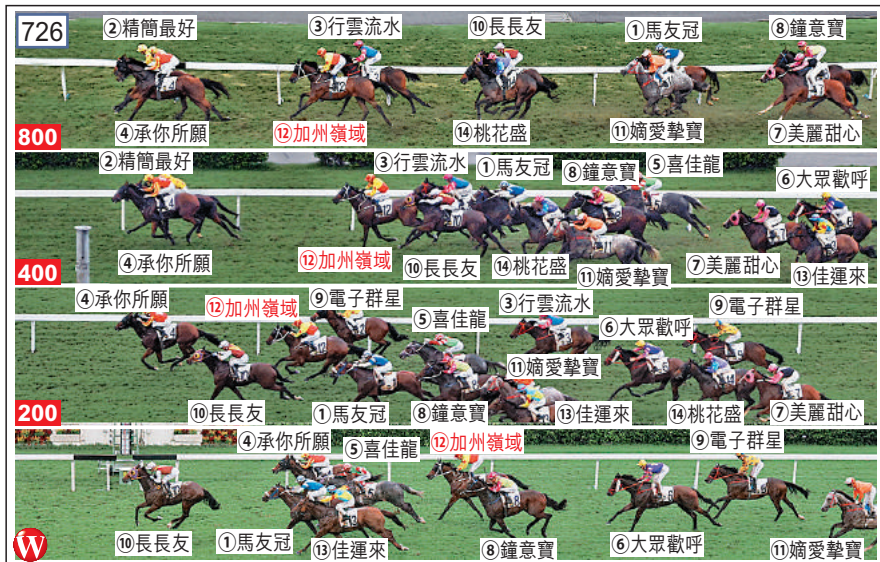 726
②精簡最好
③行雲流水
⑩長長友
①馬友冠
⑧鐘意寶
800
④承你所願
⑫加州嶺域
⑭桃花盛
⑪嫡愛摯寶
⑦美麗甜心
②精簡最好
③行雲流水
①馬友冠
⑧鐘意寶
⑤喜佳龍
⑥大眾歡呼
400
④承你所願
⑫加州嶺域
⑩長長友
⑭桃花盛
⑪嫡愛摯寶
⑦美麗甜心
⑬佳運來
④承你所願
⑫加州嶺域
⑨電子群星
⑤喜佳龍
③行雲流水
⑥大眾歡呼
⑨電子群星
200
⑩長長友
①馬友冠
⑧鐘意寶
⑪嫡愛摯寶
⑬佳運來
⑭桃花盛
⑦美麗甜心
④承你所願
⑤喜佳龍
⑫加州嶺域
⑨電子群星
W
⑩長長友
①馬友冠
⑬佳運來
⑧鐘意寶
⑥大眾歡呼
⑪嫡愛摯寶